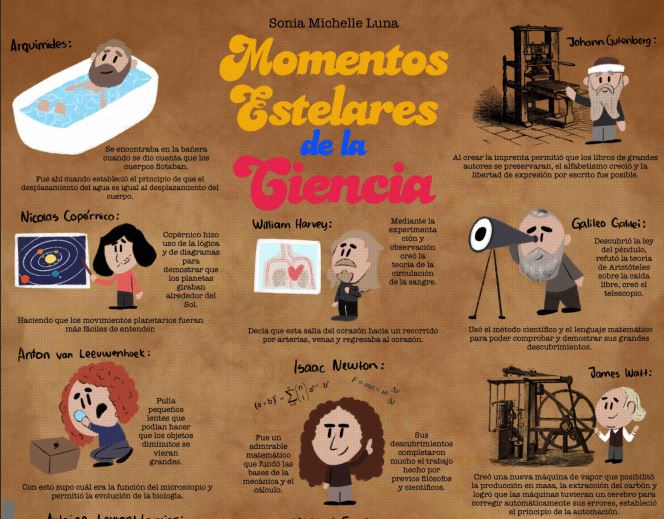 Sonia Michelle Luna
Momentos
Estelares
de la
Ciencia
Arquimides:
Se encontraba en la bañera
cuando se dio cuenta que los
cuerpos flotaban.
Fue ahí cuando estableció el principio de que el
desplazamiento del agua es igual al desplazamiento del
cuerpo.
Johann Gutenberg:
Al crear la imprenta permitió que los libros de grandes
autores se preservaran, el alfabetismo creció y la
libertad de expresión por escrito fue posible.
Nicolas Copérnico:
Copérnico hizo
uso de la lógica
y de diagramas
para
demostrar que
los planetas
giraban
alrededor del
Sol.
Haciendo que los movimientos planetarios fueran
más fáciles de entender.
William Harvey:
Mediante la
experimenta
ción y
observación
creó la
teoría de la
circulación
de la sangre.
Decía que esta salía del corazón hacia un recorrido
por arterias, venas y regresaba al corazón.
Galileo Galilei:
Descubrió la ley
del péndulo,
refutó la teoría
de Aristóteles
sobre la caída
libre, creó el
telescopio.
Usó el método científico y el lenguaje matemático
para poder comprobar y demostrar sus grandes
descubrimientos.
Anton van Leeuwenhoek:
Pulía
pequeños
lentes que
podían hacer
que los objetos
diminutos se
vieran
grandes.
Con esto supo cuál era la función del microscopio y
permitió la evolución de la biología.
Isaac Newton:
Fue un
admirable
matemático
que fundó las
bases de la
mecánica y el
cálculo.
Sus
descubrimientos
completaron
mucho el trabajo
hecho por
previos filósofos
y científicos.
James Watt:
Creó una nueva máquina de vapor que posibilitó
la producción en masa, la extracción del carbón y
logró que las máquinas tuvieran un cerebro para
corregir automáticamente sus errores, estableció
el principio de la automación.